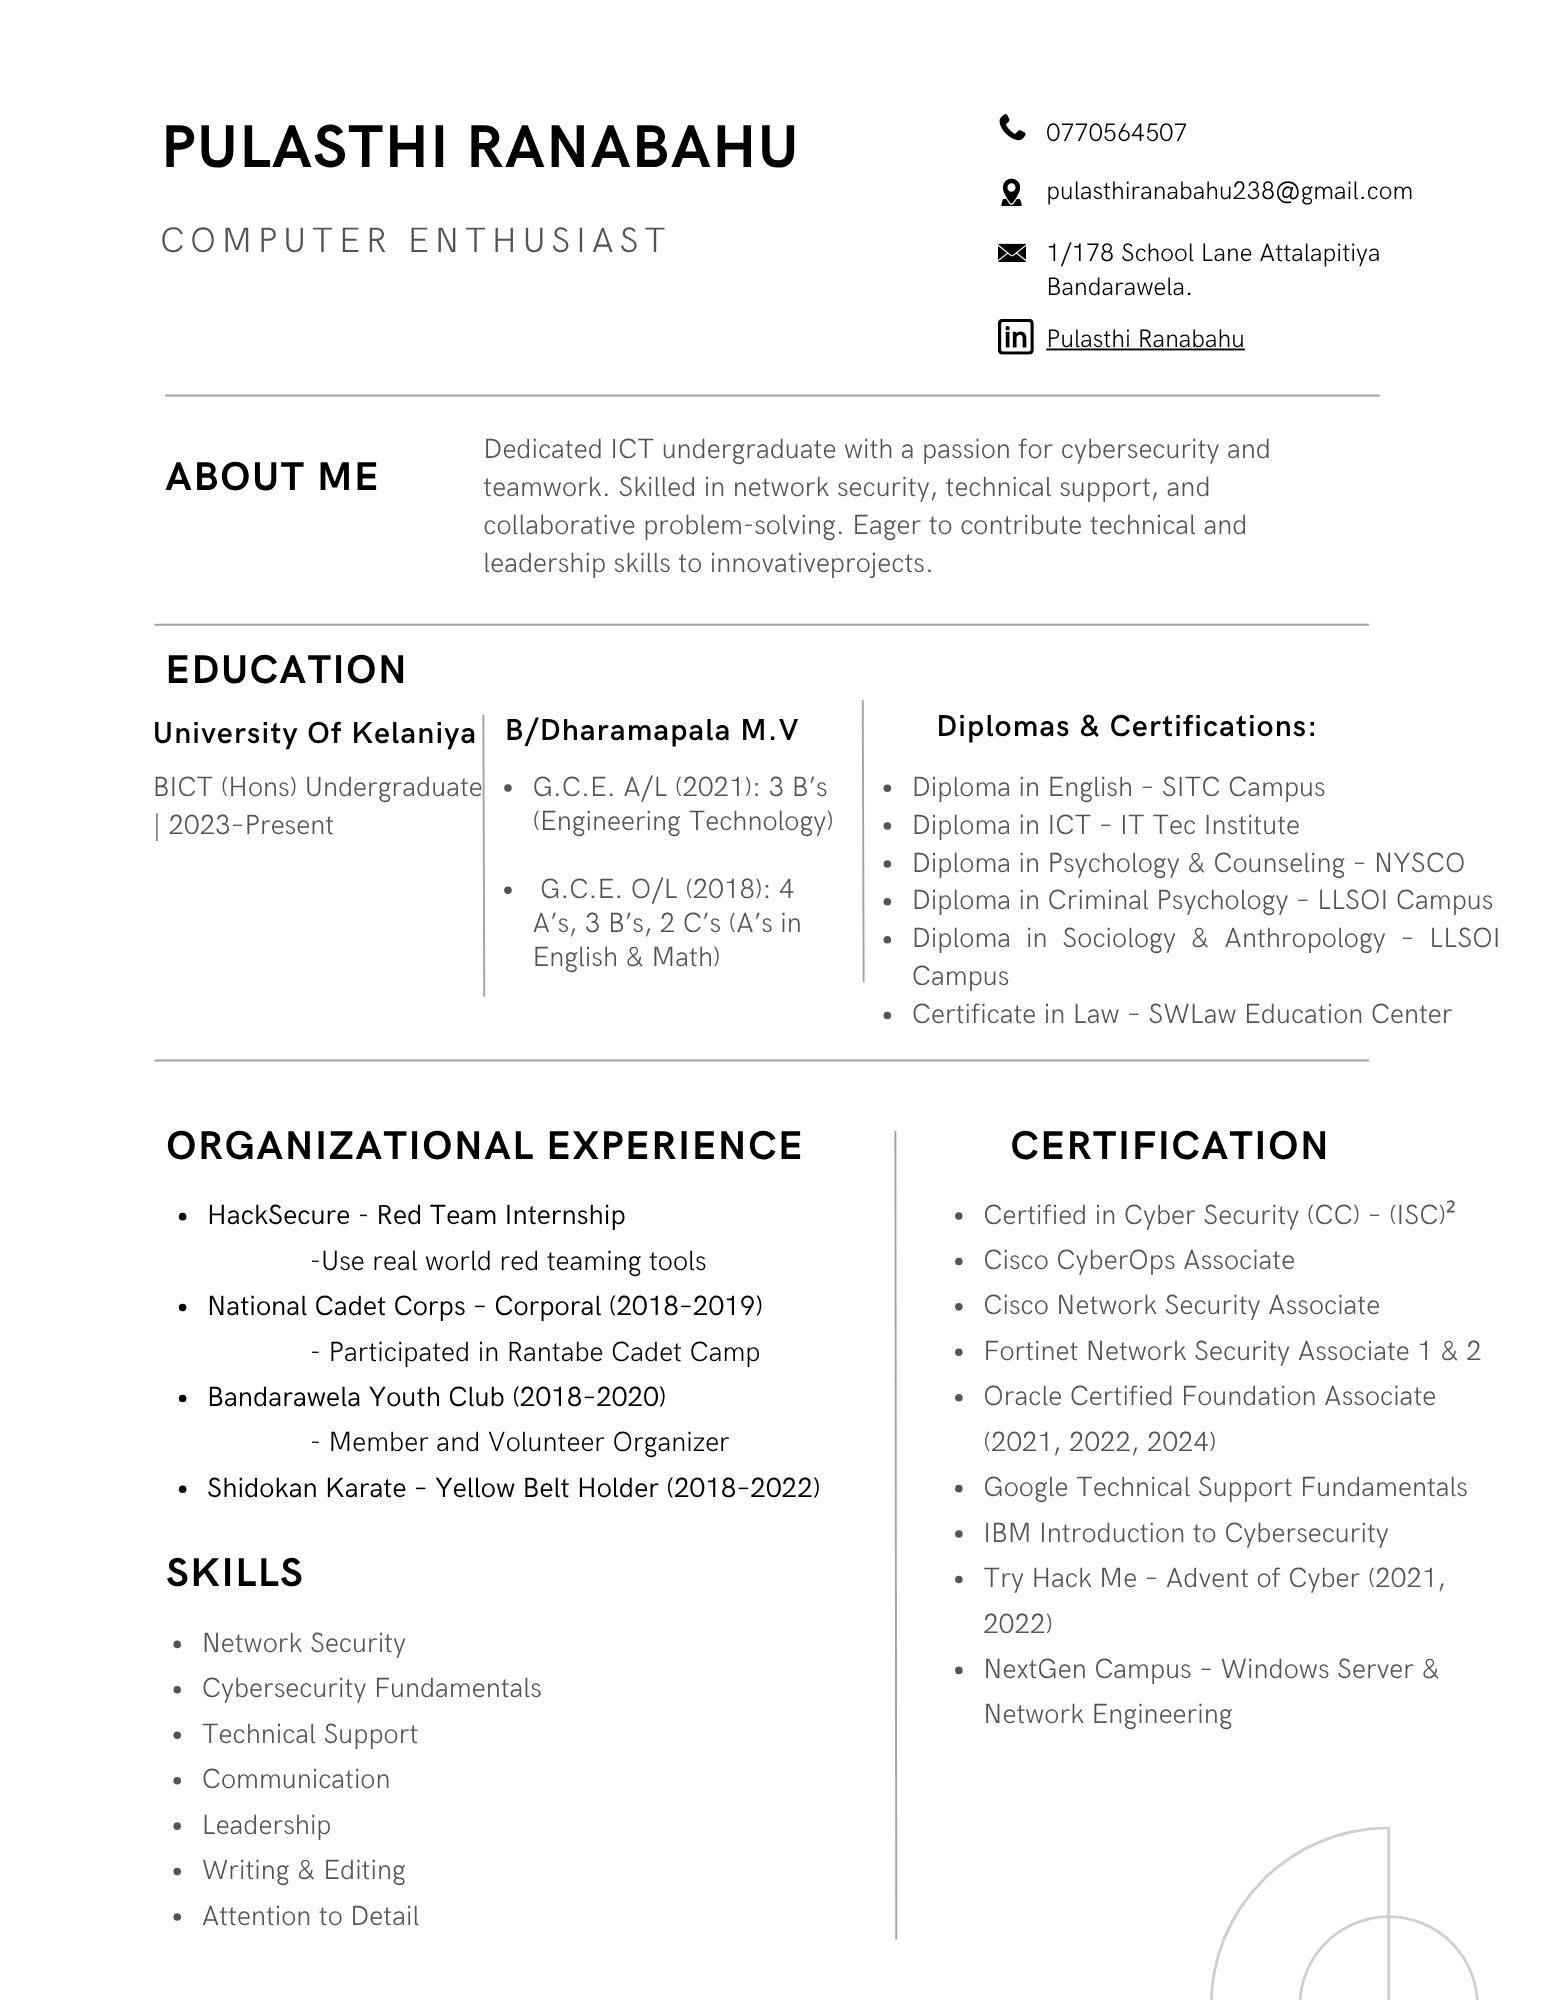 PULASTHI RANABAHU
COMPUTER ENTHUSIAST
0770564507
pulasthiranabahu238@gmail.com
1/178 School Lane Attalapitiya
Bandarawela.
in Pulasthi Ranabahu
ABOUT ME
Dedicated ICT undergraduate with a passion for cybersecurity and
teamwork. Skilled in network security, technical support, and
collaborative problem-solving. Eager to contribute technical and
leadership skills to innovativeprojects.
EDUCATION
University Of Kelaniya
BICT (Hons) Undergraduate
| 2023–Present
B/Dharamapala M.V
• G.C.E. A/L (2021): 3 B’s
(Engineering Technology)
• G.C.E. O/L (2018): 4
A’s, 3 B’s, 2 C’s (A’s in
English & Math)
Diplomas & Certifications:
• Diploma in English – SITC Campus
• Diploma in ICT – IT Tec Institute
• Diploma in Psychology & Counseling – NYSCO
• Diploma in Criminal Psychology – LLSOI Campus
• Diploma in Sociology & Anthropology – LLSOI
Campus
• Certificate in Law – SWLaw Education Center
ORGANIZATIONAL EXPERIENCE
• HackSecure - Red Team Internship
-Use real world red teaming tools
• National Cadet Corps – Corporal (2018–2019)
- Participated in Rantabe Cadet Camp
• Bandarawela Youth Club (2018–2020)
- Member and Volunteer Organizer
• Shidokan Karate – Yellow Belt Holder (2018–2022)
SKILLS
• Network Security
• Cybersecurity Fundamentals
• Technical Support
• Communication
• Leadership
• Writing & Editing
• Attention to Detail
CERTIFICATION
• Certified in Cyber Security (CC) – (ISC)²
• Cisco CyberOps Associate
• Cisco Network Security Associate
• Fortinet Network Security Associate 1 & 2
• Oracle Certified Foundation Associate
(2021, 2022, 2024)
• Google Technical Support Fundamentals
• IBM Introduction to Cybersecurity
• Try Hack Me – Advent of Cyber (2021,
2022)
• NextGen Campus – Windows Server &
Network Engineering